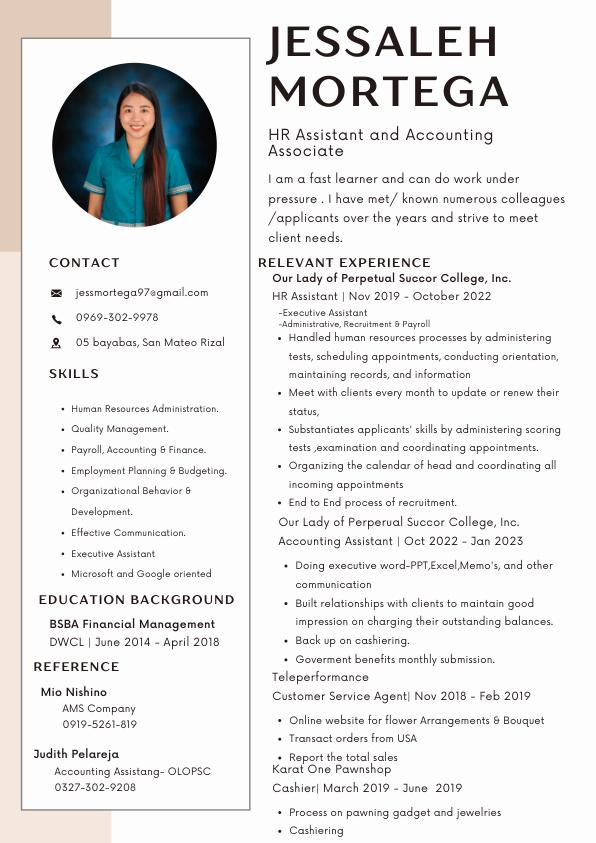 JESSALEH
MORTEGA
HR Assistant and Accounting
Associate
I am a fast learner and can do work under
pressure . I have met/ known numerous colleagues
/applicants over the years and strive to meet
client needs.
CONTACT
jessmortega97@gmail.com
0969-302-9978
05 bayabas, San Mateo Rizal
SKILLS
• Human Resources Administration.
• Quality Management.
• Payroll, Accounting & Finance.
• Employment Planning & Budgeting.
• Organizational Behavior &
Development.
• Effective Communication.
• Executive Assistant
• Microsoft and Google oriented
EDUCATION BACKGROUND
BSBA Financial Management
DWCL | June 2014 - April 2018
REFERENCE
Mio Nishino
AMS Company
0919-5261-819
Judith Pelareja
Accounting Assistang- OLOPSC
0327-302-9208
RELEVANT EXPERIENCE
Our Lady of Perpetual Succor College, Inc.
HR Assistant | Nov 2019 - October 2022
-Executive Assistant
-Administrative, Recruitment & Payroll
• Handled human resources processes by administering
tests, scheduling appointments, conducting orientation,
maintaining records, and information
• Meet with clients every month to update or renew their
status,
• Substantiates applicants' skills by administering scoring
tests ,examination and coordinating appointments.
• Organizing the calendar of head and coordinating all
incoming appointments
• End to End process of recruitment.
Our Lady of Perperual Succor College, Inc.
Accounting Assistant | Oct 2022 - Jan 2023
• Doing executive word-PPT,Excel,Memo's, and other
communication
• Built relationships with clients to maintain good
impression on charging their outstanding balances.
• Back up on cashiering.
• Goverment benefits monthly submission.
Teleperformance
Customer Service Agent| Nov 2018 - Feb 2019
• Online website for flower Arrangements & Bouquet
• Transact orders from USA
• Report the total sales
Karat One Pawnshop
Cashier| March 2019 - June 2019
• Process on pawning gadget and jewelries
• Cashiering